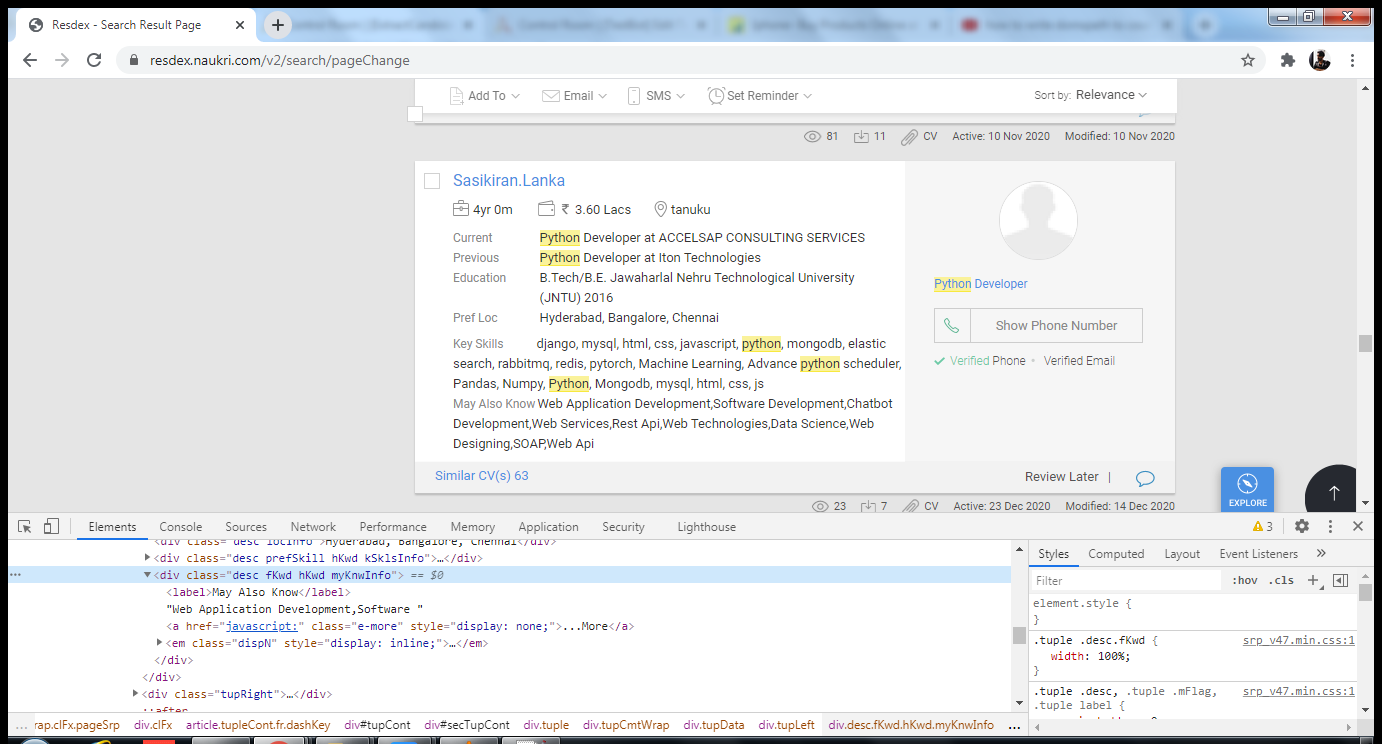 Resdex - Search Result Page
resdex.naukri.com/v2/search/pageChange
Add To Email SMS Set Reminder Sort by: Relevance
81 11 CV Active: 10 Nov 2020 Modified: 10 Nov 2020
Sasikiran.Lanka
4yr 0m ₹ 3.60 Lacs tanuku
Current Python Developer at ACCELSAP CONSULTING SERVICES
Previous Python Developer at Iton Technologies
Education B.Tech/B.E. Jawaharlal Nehru Technological University
(JNTU) 2016
Pref Loc Hyderabad, Bangalore, Chennai
Key Skills django, mysql, html, css, javascript, python, mongodb, elastic
search, rabbitmq, redis, pytorch, Machine Learning, Advance python scheduler,
Pandas, Numpy, Python, Mongodb, mysql, html, css, js
May Also Know Web Application Development,Software Development,Chatbot
Development,Web Services,Rest Api,Web Technologies,Data Science,Web
Designing,SOAP,Web Api
Python Developer
Show Phone Number
Verified Phone • Verified Email
Similar CV(s) 63 Review Later |
EXPLORE
23 7 CV Active: 23 Dec 2020 Modified: 14 Dec 2020
Elements Console Sources Network Performance Memory Application Security Lighthouse 3
<div class="desc locInfo">Hyderabad, Bangalore, Chennai</div>
<div class="desc prefSkill hKwd kSklsInfo">…</div>
<div class="desc fKwd hKwd myKnwInfo"> == $0
<label>May Also Know</label>
"Web Application Development,Software "
<a href="javascript:" class="e-more" style="display: none;">...More</a>
<em class="dispN" style="display: inline;">…</em>
</div>
</div>
<div class="tupRight">…</div>
::after
... rap.clFx.pageSrp div.clFx article.tupleCont.fr.dashKey div#tupCont div#secTupCont div.tuple div.tupCmtWrap div.tupData div.tupLeft div.desc.fKwd.hKwd.myKnwInfo ...
Styles Computed Layout Event Listeners »
Filter :hov .cls +
element.style {
}
.tuple .desc.fKwd { srp_v47.min.css:1
width: 100%;
}
.tuple .desc, .tuple .mFlag, srp_v47.min.css:1
.tuple label {